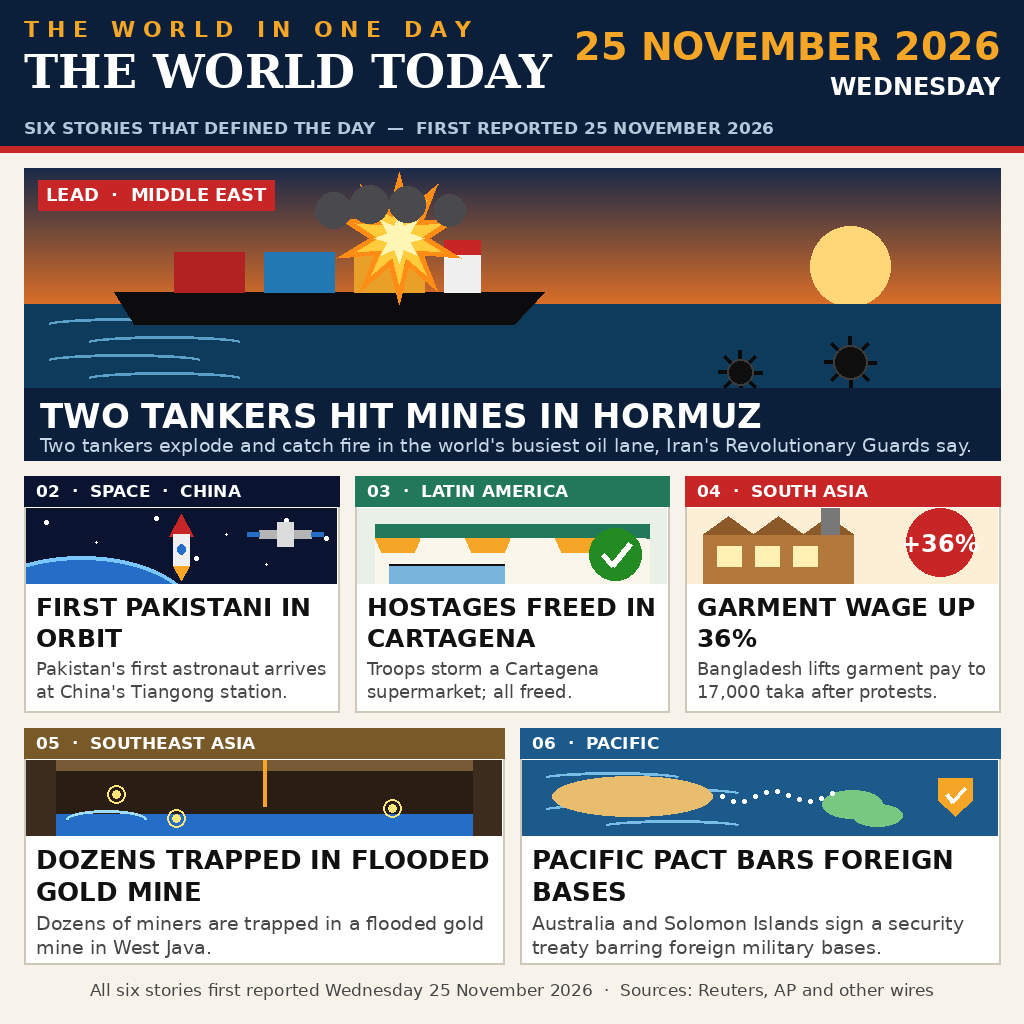 THE WORLD IN ONE DAY
THE WORLD TODAY
25 NOVEMBER 2026
WEDNESDAY
SIX STORIES THAT DEFINED THE DAY — FIRST REPORTED 25 NOVEMBER 2026
LEAD · MIDDLE EAST
TWO TANKERS HIT MINES IN HORMUZ
Two tankers explode and catch fire in the world's busiest oil lane, Iran's Revolutionary Guards say.
02 · SPACE · CHINA
FIRST PAKISTANI IN
ORBIT
Pakistan's first astronaut arrives
at China's Tiangong station.
03 · LATIN AMERICA
HOSTAGES FREED IN
CARTAGENA
Troops storm a Cartagena
supermarket; all freed.
04 · SOUTH ASIA
+36%
GARMENT WAGE UP
36%
Bangladesh lifts garment pay to
17,000 taka after protests.
05 · SOUTHEAST ASIA
DOZENS TRAPPED IN FLOODED
GOLD MINE
Dozens of miners are trapped in a flooded gold
mine in West Java.
06 · PACIFIC
PACIFIC PACT BARS FOREIGN
BASES
Australia and Solomon Islands sign a security
treaty barring foreign military bases.
All six stories first reported Wednesday 25 November 2026 · Sources: Reuters, AP and other wires